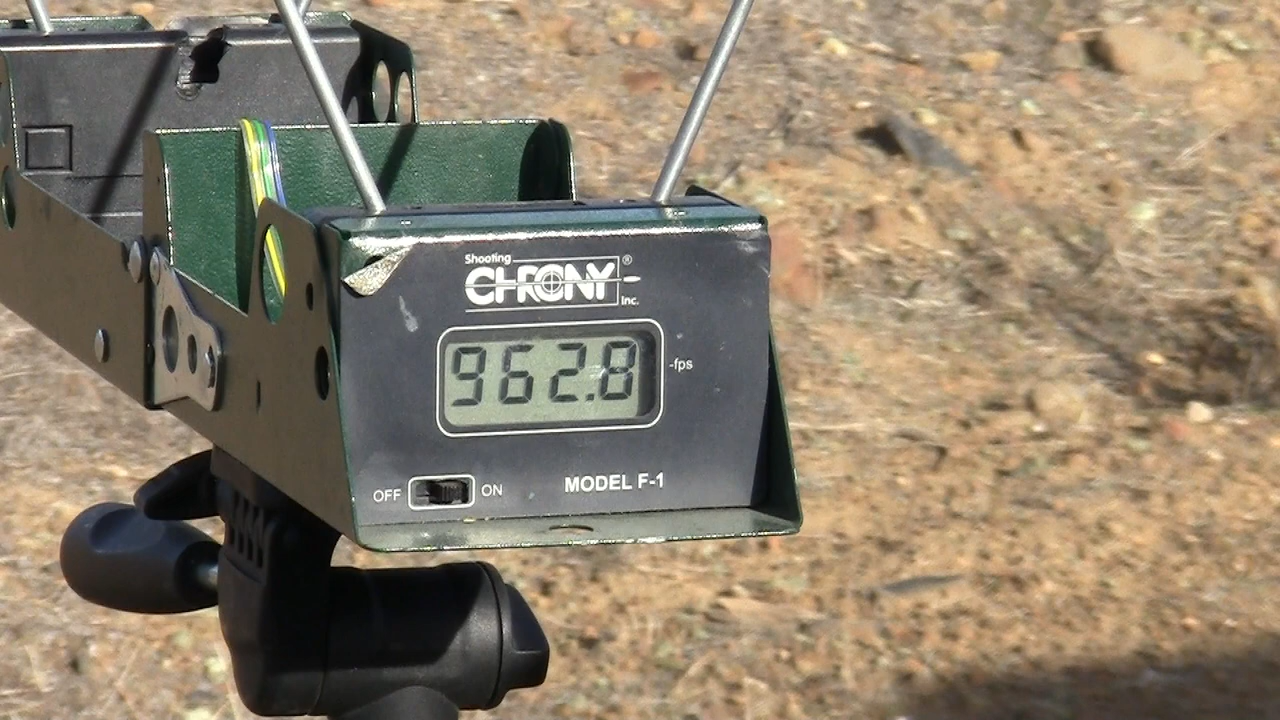 Shooting
CHRONY®
Inc.
962.8
-fps
OFF ON
MODEL F-1